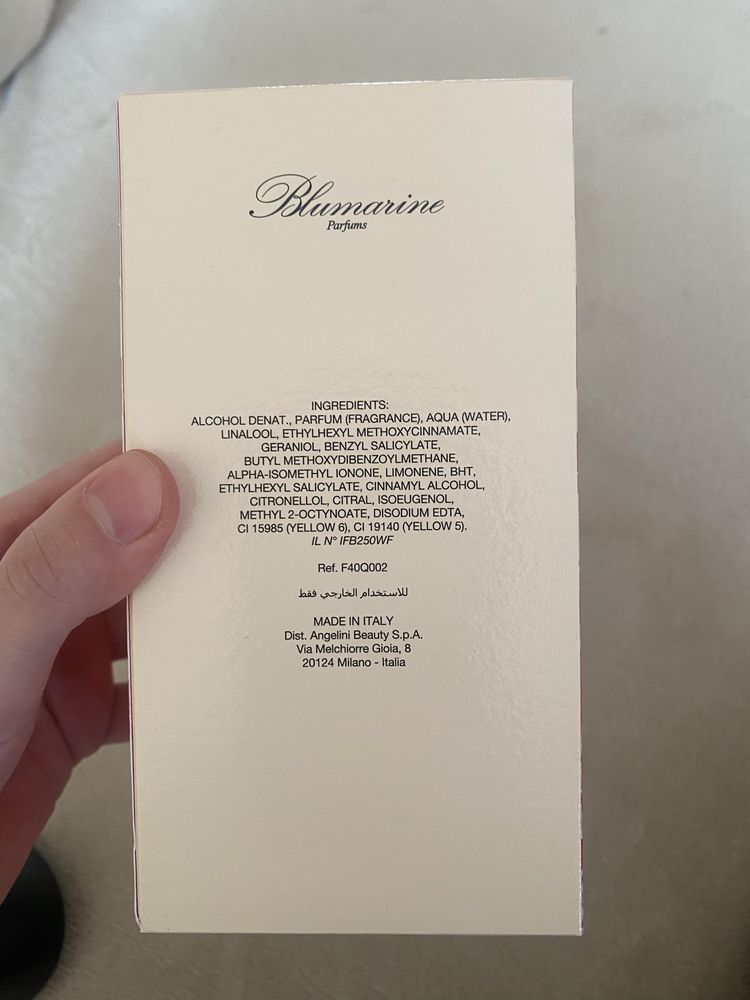 Blumarine
Parfums
INGREDIENTS:
ALCOHOL DENAT., PARFUM (FRAGRANCE), AQUA (WATER),
LINALOOL, ETHYLHEXYL METHOXYCINNAMATE,
GERANIOL, BENZYL SALICYLATE,
BUTYL METHOXYDIBENZOYLMETHANE,
ALPHA-ISOMETHYL IONONE, LIMONENE, BHT,
ETHYLHEXYL SALICYLATE, CINNAMYL ALCOHOL,
CITRONELLOL, CITRAL, ISOEUGENOL,
METHYL 2-OCTYNOATE, DISODIUM EDTA,
CI 15985 (YELLOW 6), CI 19140 (YELLOW 5).
IL N° IFB250WF
Ref. F40Q002
للاستخدام الخارجي فقط
MADE IN ITALY
Dist. Angelini Beauty S.p.A.
Via Melchiorre Gioia, 8
20124 Milano - Italia